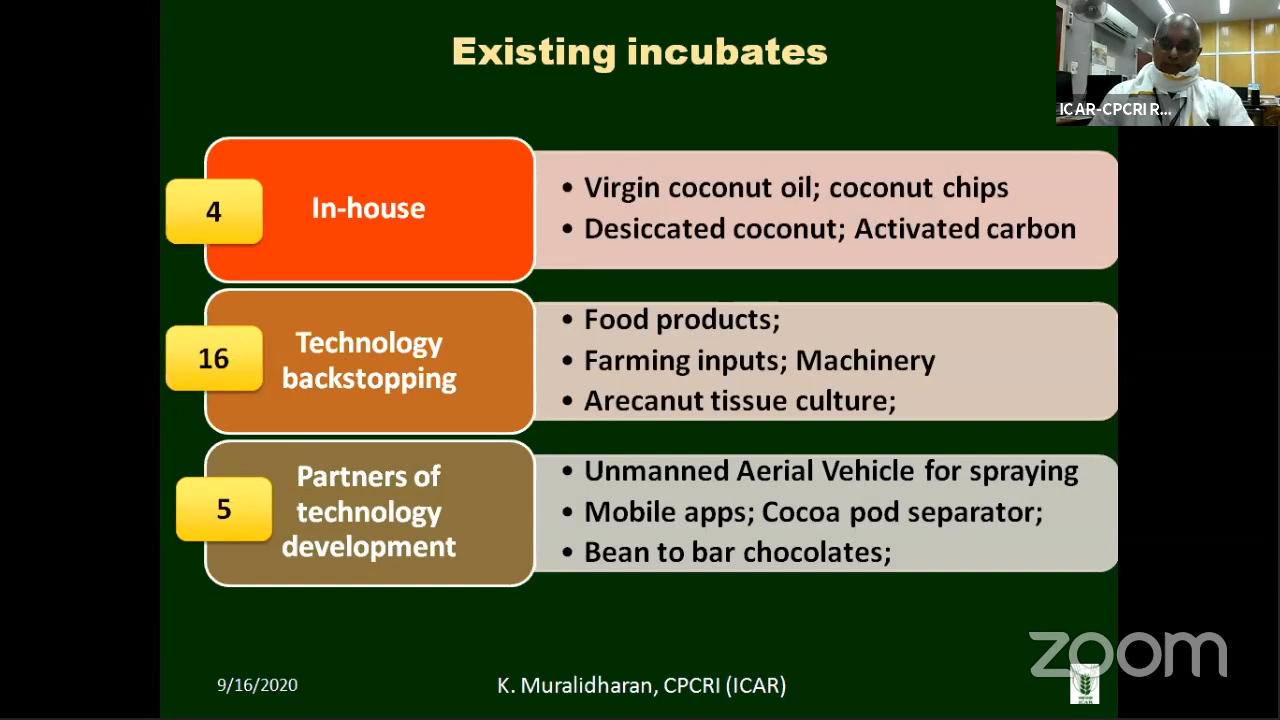 Existing incubates
ICAR-CPCRI R...
4
In-house
• Virgin coconut oil; coconut chips
• Desiccated coconut; Activated carbon
16
Technology
backstopping
• Food products;
• Farming inputs; Machinery
• Arecanut tissue culture;
5
Partners of
technology
development
• Unmanned Aerial Vehicle for spraying
• Mobile apps; Cocoa pod separator;
• Bean to bar chocolates;
zoom
9/16/2020
K. Muralidharan, CPCRI (ICAR)
ICAR